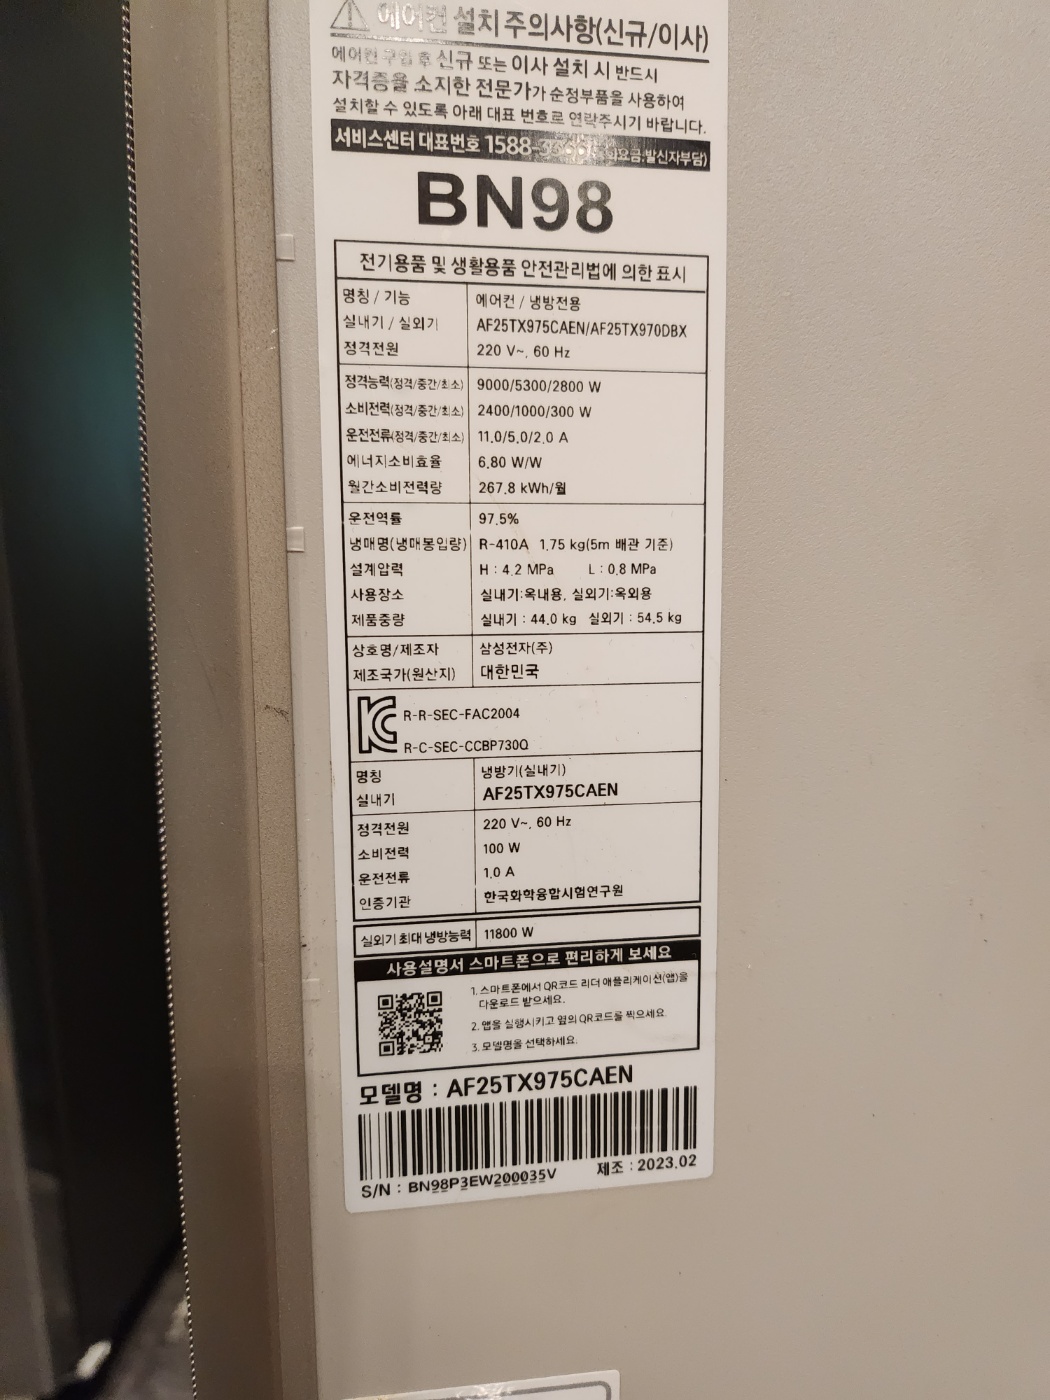 에어컨 설치 주의사항(신규/이사)
에어컨 구입 후 신규 또는 이사 설치 시 반드시
자격증을 소지한 전문가가 순정부품을 사용하여
설치할 수 있도록 아래 대표 번호로 연락주시기 바랍니다.
서비스센터 대표번호 1588- 발신자부담)
BN98
전기용품 및 생활용품 안전관리법에 의한 표시
명칭 / 기능 에어컨 / 냉방전용
실내기 / 실외기 AF25TX975CAEN/AF25TX970DBX
정격전원 220 V~, 60 Hz
정격능력(정격/중간/최소) 9000/5300/2800 W
소비전력(정격/중간/최소) 2400/1000/300 W
운전전류(정격/중간/최소) 11.0/5.0/2.0 A
에너지소비효율 6.80 W/W
월간소비전력량 267.8 kWh/월
운전역률 97.5%
냉매명(냉매봉입량) R-410A 1.75 kg(5m 배관 기준)
설계압력 H : 4.2 MPa L : 0.8 MPa
사용장소 실내기:옥내용, 실외기:옥외용
제품중량 실내기 : 44.0 kg 실외기 : 54.5 kg
상호명/제조자 삼성전자(주)
제조국가(원산지) 대한민국
R-R-SEC-FAC2004
R-C-SEC-CCBP730Q
명칭 냉방기(실내기)
실내기 AF25TX975CAEN
정격전원 220 V~, 60 Hz
소비전력 100 W
운전전류 1.0 A
인증기관 한국화학융합시험연구원
실외기 최대 냉방능력 11800 W
사용설명서 스마트폰으로 편리하게 보세요
1. 스마트폰에서 QR코드 리더 애플리케이션(앱)을
다운로드 받으세요.
2. 앱을 실행시키고 옆의 QR코드를 찍으세요.
3. 모델명을 선택하세요.
모델명 : AF25TX975CAEN
S/N : BN98P3EW200035V 제조 : 2023.02